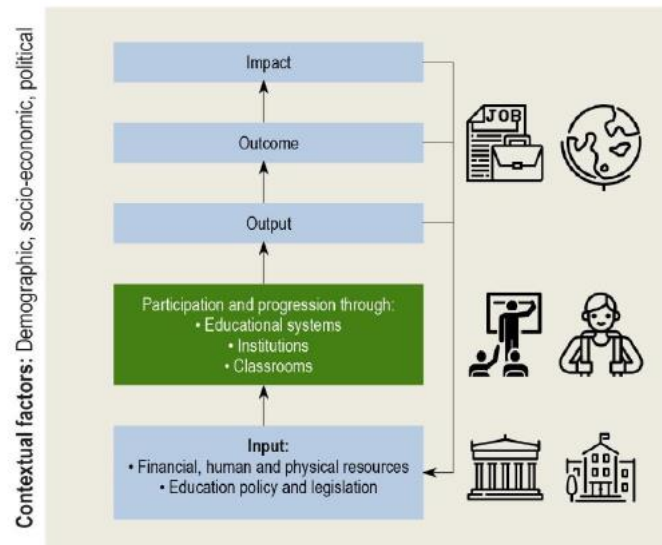 Contextual factors: Demographic, socio-economic, political
Impact
Outcome
Output
Participation and progression through:
• Educational systems
• Institutions
• Classrooms
Input:
• Financial, human and physical resources
• Education policy and legislation
JOB